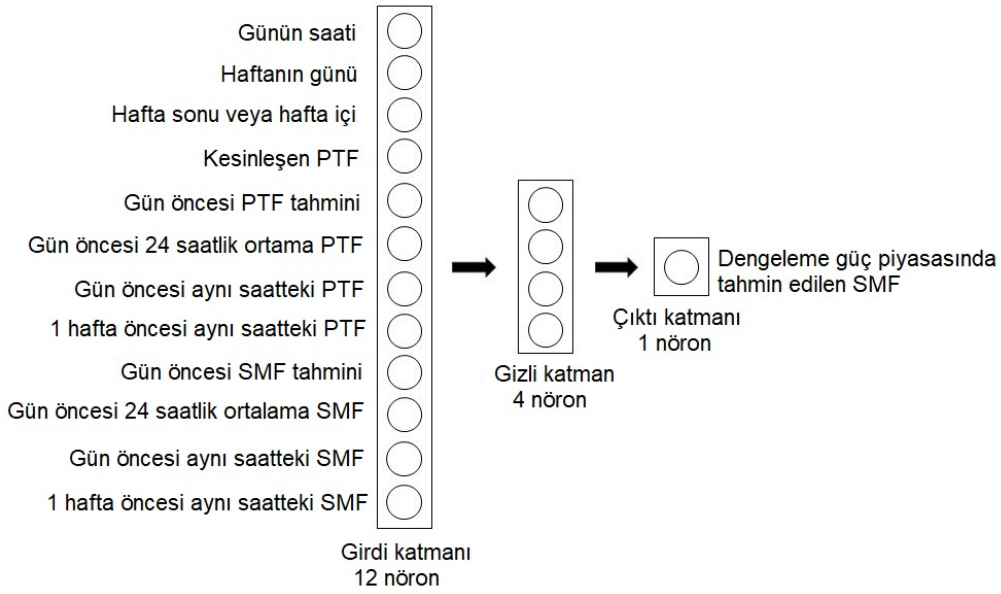 Günün saati
Haftanın günü
Hafta sonu veya hafta içi
Kesinleşen PTF
Gün öncesi PTF tahmini
Gün öncesi 24 saatlik ortama PTF
Gün öncesi aynı saatteki PTF
1 hafta öncesi aynı saatteki PTF
Gün öncesi SMF tahmini
Gün öncesi 24 saatlik ortalama SMF
Gün öncesi aynı saatteki SMF
1 hafta öncesi aynı saatteki SMF
Girdi katmanı
12 nöron
Gizli katman
4 nöron
Dengeleme güç piyasasında
tahmin edilen SMF
Çıktı katmanı
1 nöron